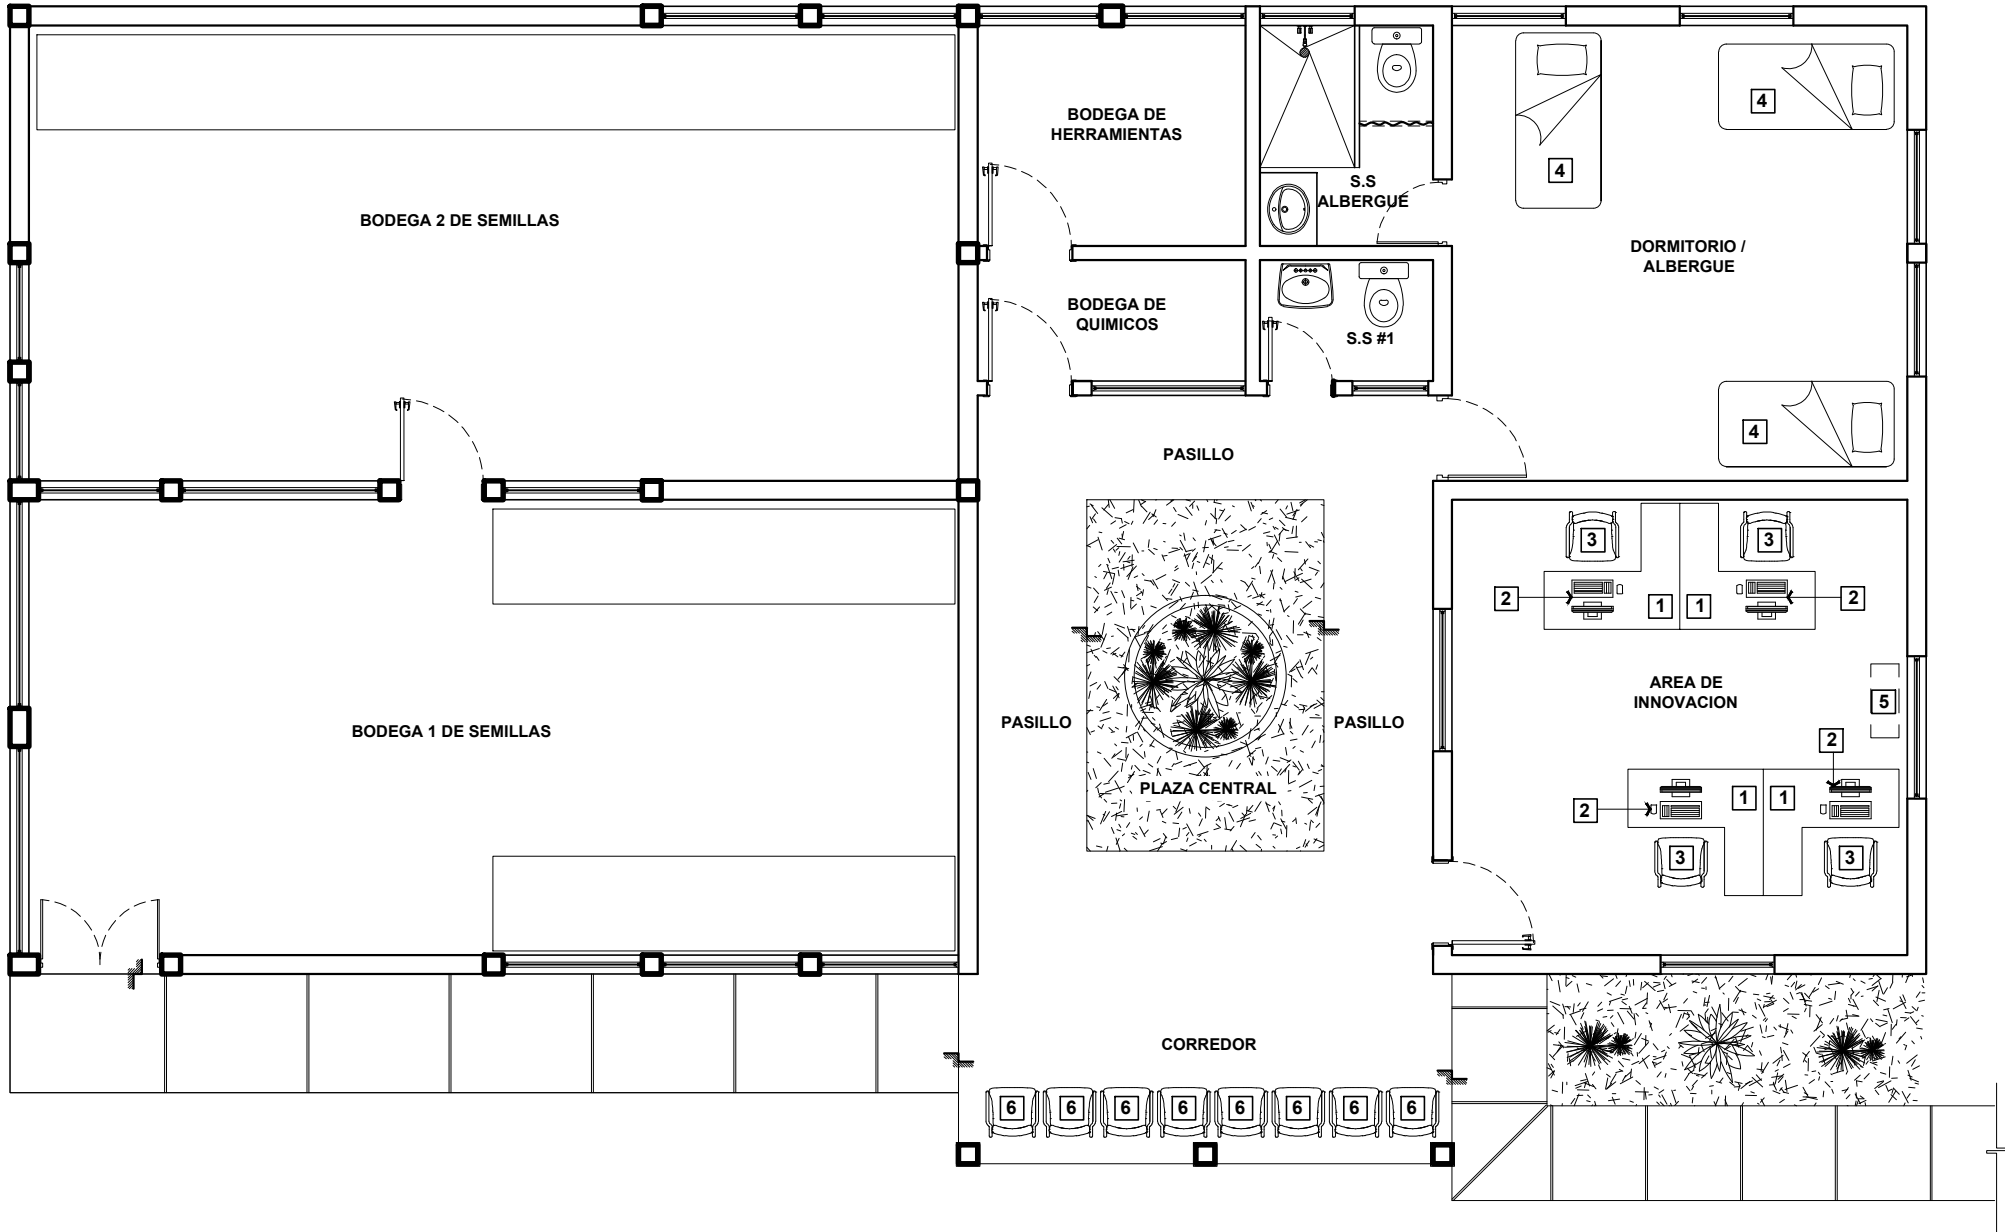 BODEGA DE
HERRAMIENTAS
4
4
S.S
ALBERGUE
BODEGA 2 DE SEMILLAS
DORMITORIO /
ALBERGUE
BODEGA DE
QUIMICOS
S.S #1
4
PASILLO
3
3
2
1
1
2
AREA DE
INNOVACION
5
PASILLO
PASILLO
BODEGA 1 DE SEMILLAS
2
PLAZA CENTRAL
1
1
2
3
3
CORREDOR
6
6
6
6
6
6
6
6